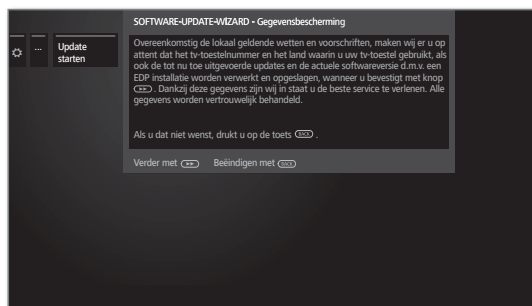 SOFTWARE-UPDATE-WIZARD - Gegevensbescherming
... Update
starten
Overeenkomstig de lokaal geldende wetten en voorschriften, maken wij er u op
attent dat het tv-toestelnummer en het land waarin u uw tv-toestel gebruikt, als
ook de tot nu toe uitgevoerde updates en de actuele softwareversie d.m.v. een
EDP installatie worden verwerkt en opgeslagen, wanneer u bevestigt met knop
. Dankzij deze gegevens zijn wij in staat u de beste service te verlenen. Alle
gegevens worden vertrouwelijk behandeld.
Als u dat niet wenst, drukt u op de toets BACK .
Verder met Beëindigen met BACK